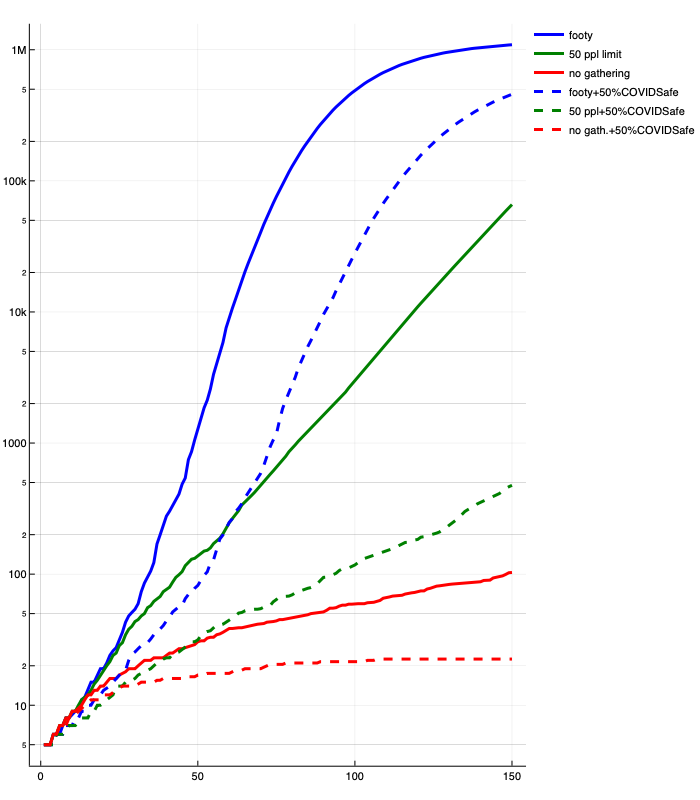 footy
50 ppl limit
no gathering
footy+50%COVIDSafe
50 ppl+50%COVIDSafe
no gath.+50%COVIDSafe
1M
5
2
100k
5
2
10k
5
2
1000
5
2
100
5
2
10
5
0 50 100 150